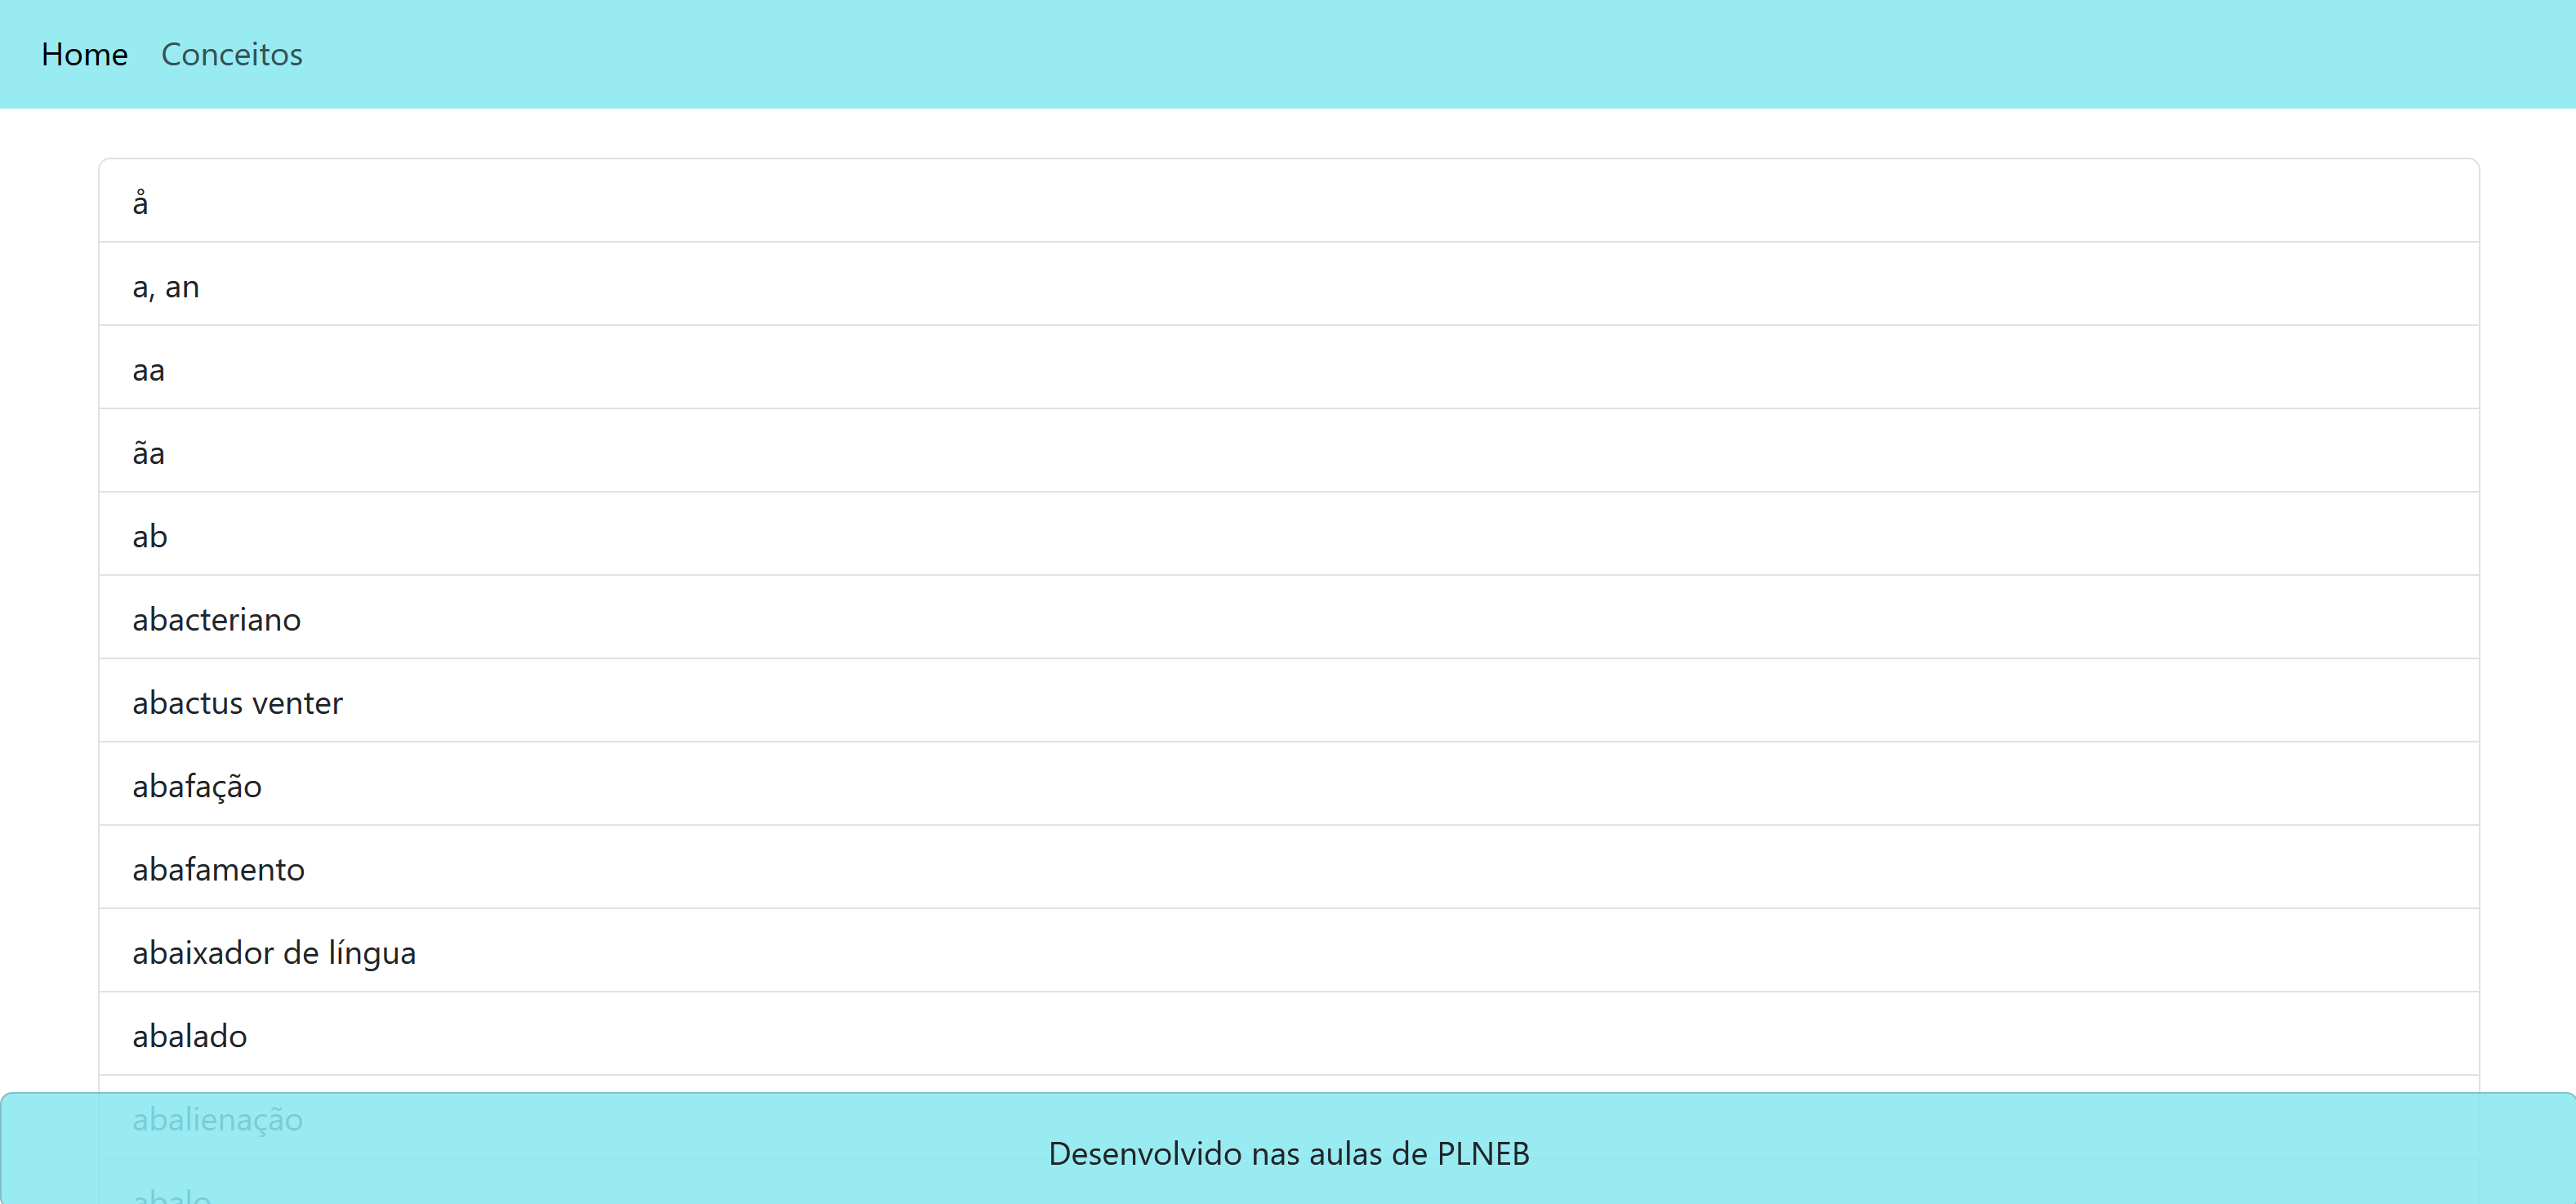 Home Conceitos
å
a, an
aa
ãa
ab
abacteriano
abactus venter
abafação
abafamento
abaixador de língua
abalado
abalienação
Desenvolvido nas aulas de PLNEB
abalo